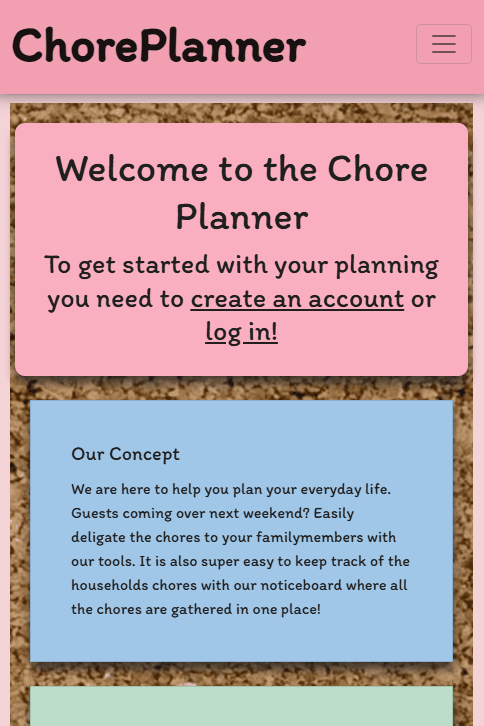 ChorePlanner
Welcome to the Chore
Planner
To get started with your planning
you need to create an account or
log in!
Our Concept
We are here to help you plan your everyday life.
Guests coming over next weekend? Easily
deligate the chores to your familymembers with
our tools. It is also super easy to keep track of the
households chores with our noticeboard where all
the chores are gathered in one place!